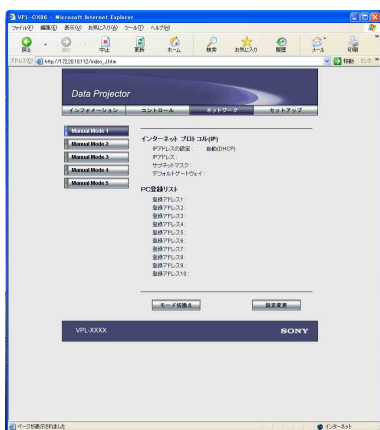 VPL-CX86 - Microsoft Internet Explorer
ファイル(F) 編集(E) 表示(V) お気に入り(A) ツール(T) ヘルプ(H)
戻る 中止 更新 ホーム 検索 お気に入り 履歴 メール 印刷
アドレス(D) http://172.28.10.112/index_J.htm 移動 リンク »
Data Projector
インフォメーション コントロール ネットワーク セットアップ
Manual Mode 1
Manual Mode 2
Manual Mode 3
Manual Mode 4
Manual Mode 5
インターネット プロトコル(IP)
IPアドレスの設定: 自動(DHCP)
IPアドレス:
サブネットマスク:
デフォルトゲートウェイ:
PC登録リスト
登録アドレス1:
登録アドレス2:
登録アドレス3:
登録アドレス4:
登録アドレス5:
登録アドレス6:
登録アドレス7:
登録アドレス8:
登録アドレス9:
登録アドレス10:
モード切換え 設定変更
VPL-XXXX SONY
ページが表示されました インターネット